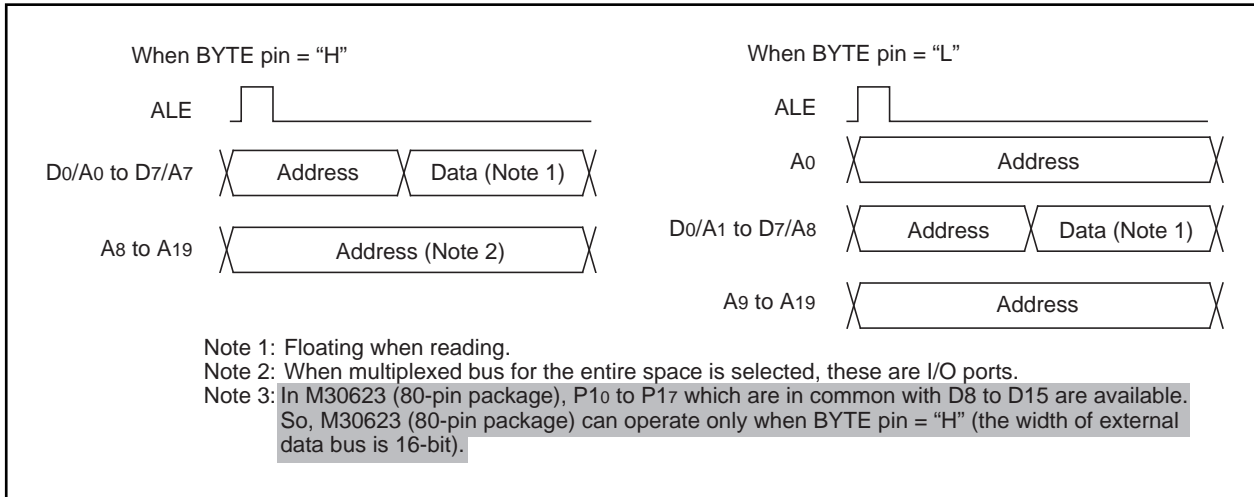 When BYTE pin = “H”
ALE
D0/A0 to D7/A7
Address
Data (Note 1)
A8 to A19
Address (Note 2)
When BYTE pin = “L”
ALE
A0
Address
D0/A1 to D7/A8
Address
Data (Note 1)
A9 to A19
Address
Note 1: Floating when reading.
Note 2: When multiplexed bus for the entire space is selected, these are I/O ports.
Note 3: In M30623 (80-pin package), P10 to P17 which are in common with D8 to D15 are available.
So, M30623 (80-pin package) can operate only when BYTE pin = “H” (the width of external
data bus is 16-bit).